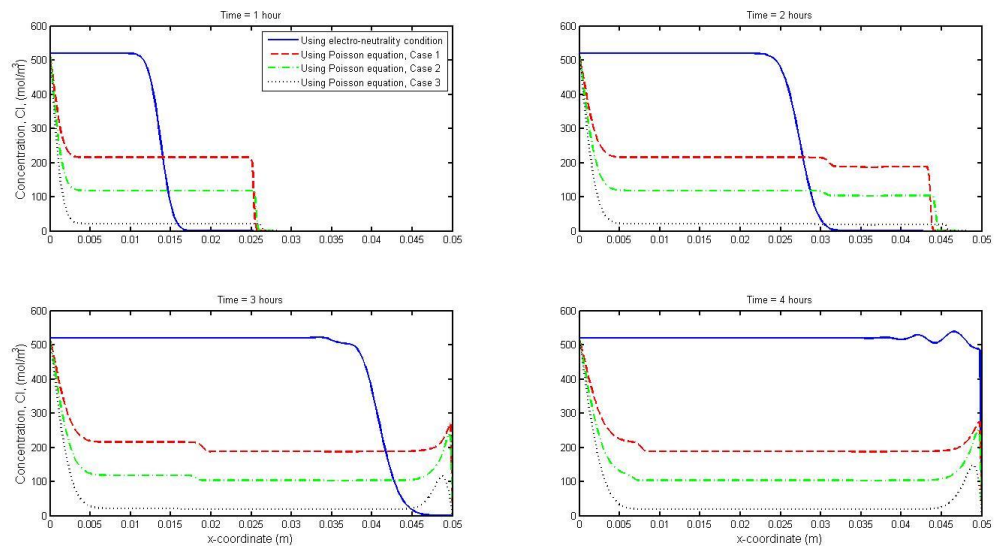 Time = 1 hour
Concentration, Cl, (mol/m³)
600
500
400
300
200
100
0
Using electro-neutrality condition
Using Poisson equation, Case 1
Using Poisson equation, Case 2
Using Poisson equation, Case 3
0 0.005 0.01 0.015 0.02 0.025 0.03 0.035 0.04 0.045 0.05
Time = 2 hours
600
500
400
300
200
100
0
0 0.005 0.01 0.015 0.02 0.025 0.03 0.035 0.04 0.045 0.05
Time = 3 hours
Concentration, Cl, (mol/m³)
600
500
400
300
200
100
0
0 0.005 0.01 0.015 0.02 0.025 0.03 0.035 0.04 0.045 0.05
x-coordinate (m)
Time = 4 hours
600
500
400
300
200
100
0
0 0.005 0.01 0.015 0.02 0.025 0.03 0.035 0.04 0.045 0.05
x-coordinate (m)